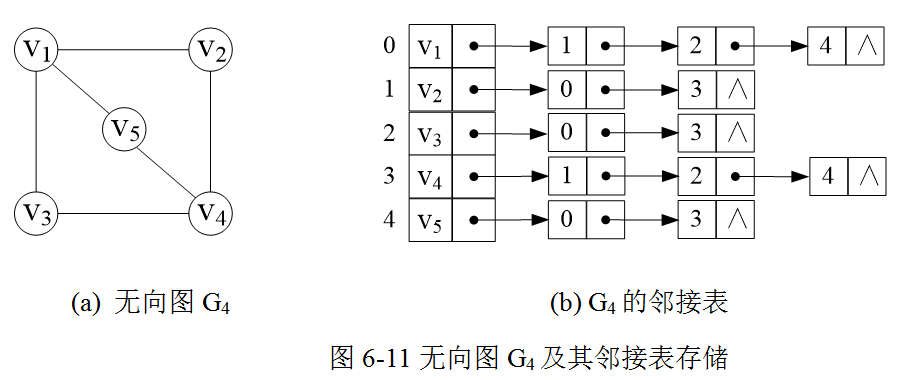 v1 v2
v5
v3 v4
0 v1 1 2 4 ∧
1 v2 0 3 ∧
2 v3 0 3 ∧
3 v4 1 2 4 ∧
4 v5 0 3 ∧
(a) 无向图 G4
(b) G4 的邻接表
图 6-11 无向图 G4 及其邻接表存储